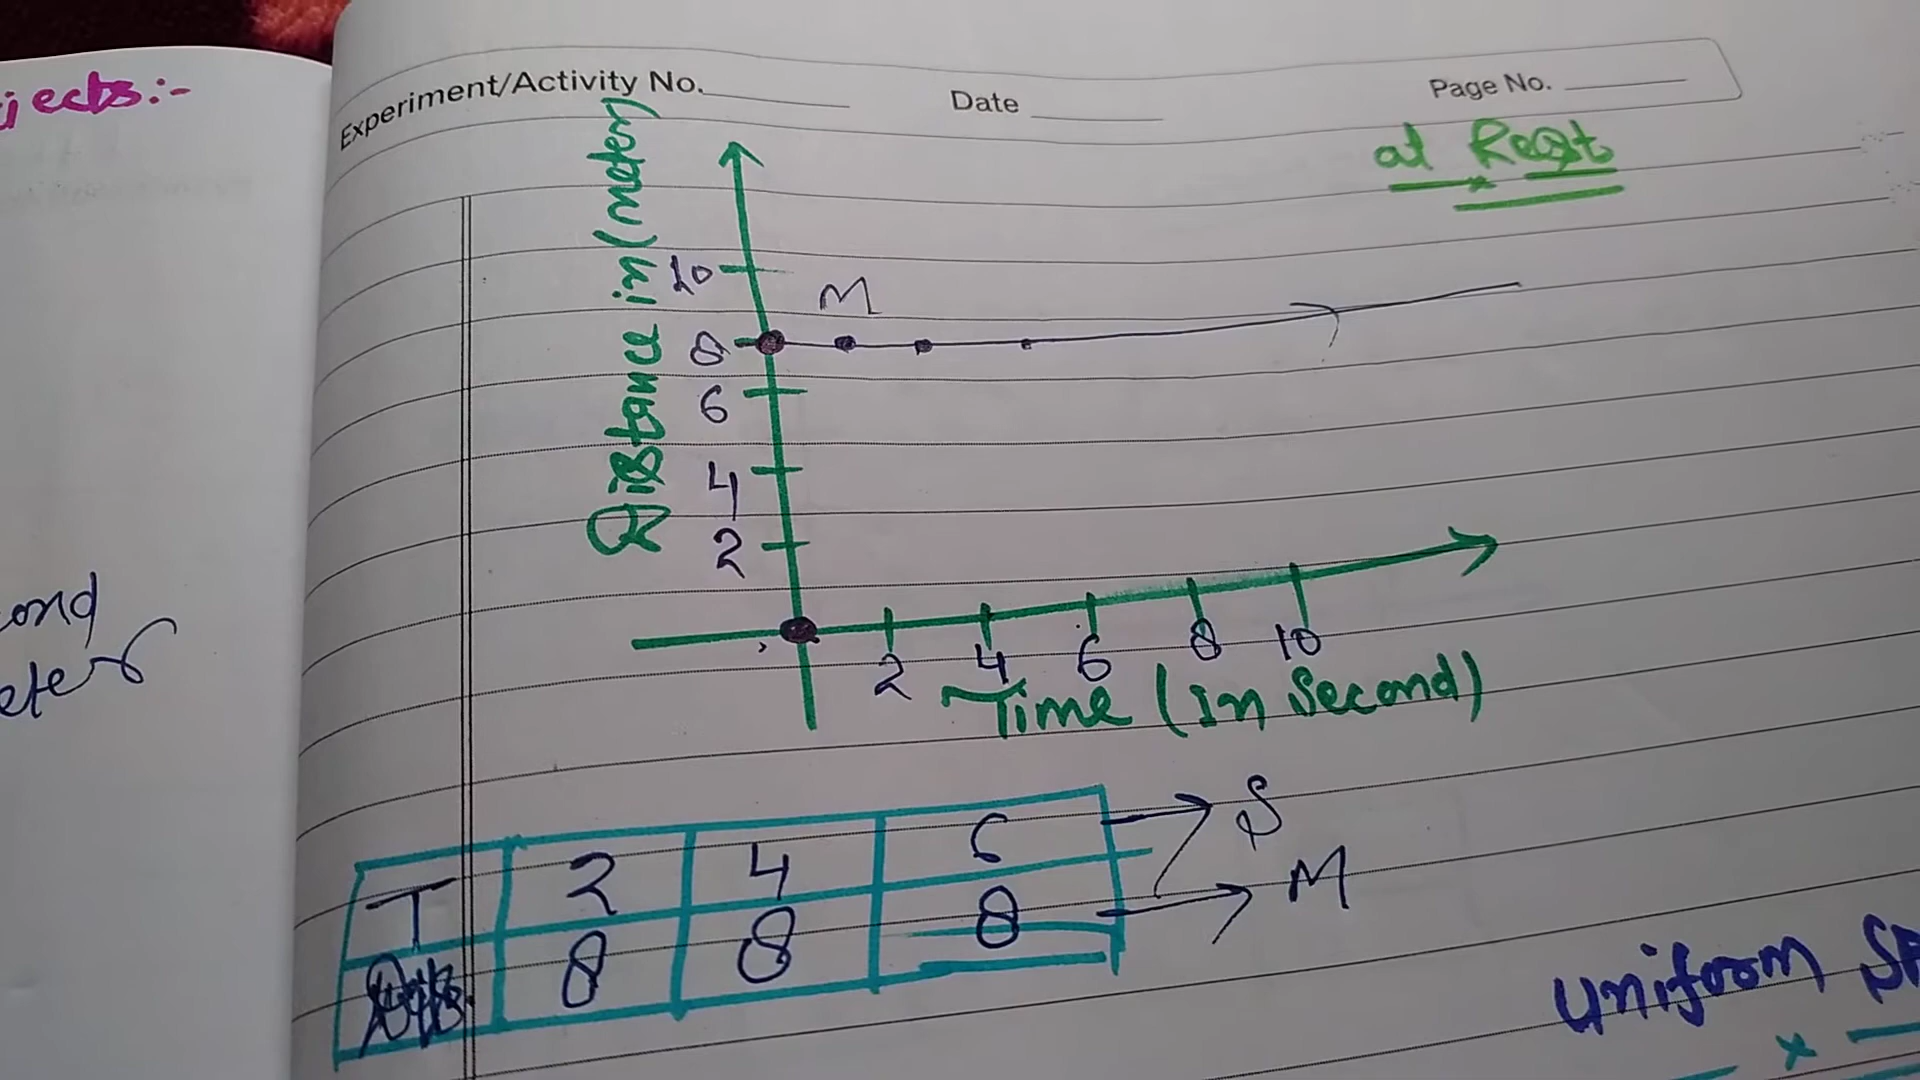 jects:-
Experiment/Activity No.
Date
Page No.
at Rest
Distance in (meter)
10
M
8
6
4
2
2 4 6 8 10
Time (in Second)
ond
eter
T 2 4 6 S
8 8 8 M
Uniform